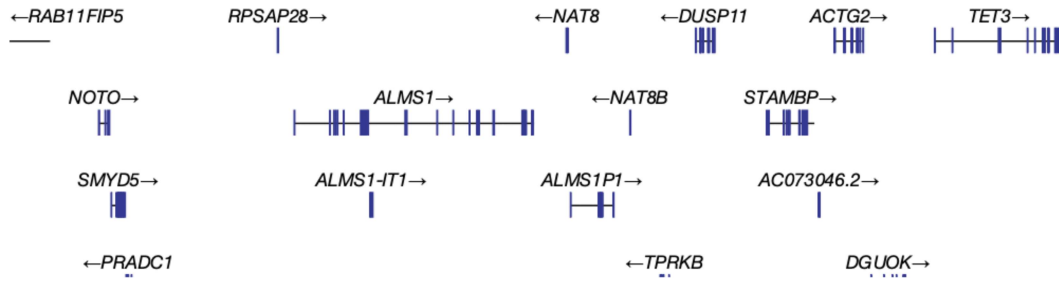 ←RAB11FIP5 RPSAP28→ ←NAT8 ←DUSP11 ACTG2→ TET3→
NOTO→ ALMS1→ ←NAT8B STAMBP→
SMYD5→ ALMS1-IT1→ ALMS1P1→ AC073046.2→
←PRADC1 ←TPRKB DGUOK→